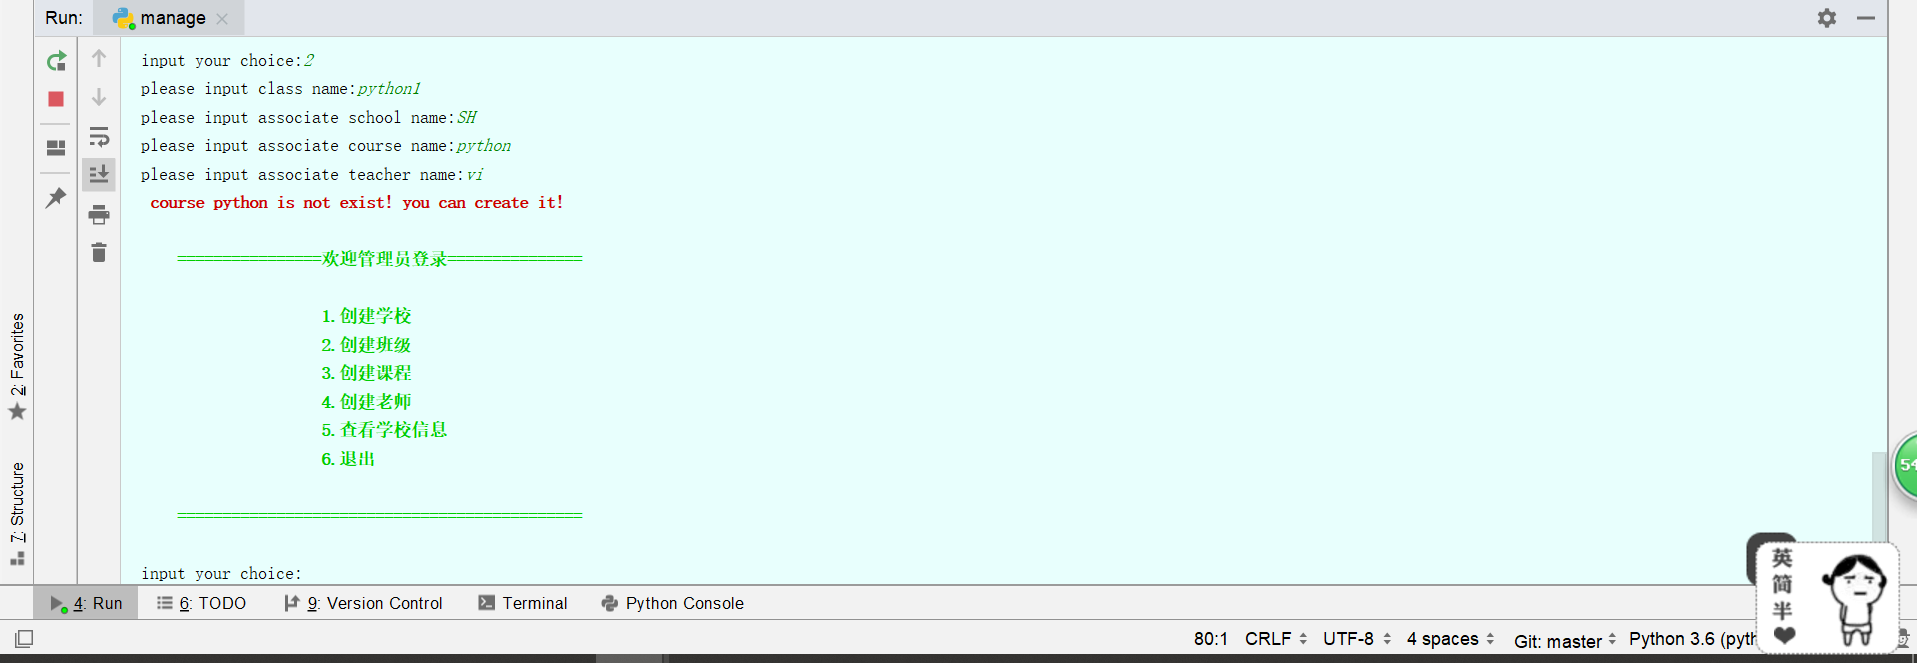 Run: manage
input your choice:2
please input class name:python1
please input associate school name:SH
please input associate course name:python
please input associate teacher name:vi
course python is not exist! you can create it!
================欢迎管理员登录===============
1.创建学校
2.创建班级
3.创建课程
4.创建老师
5.查看学校信息
6.退出
=============================================
input your choice:
2: Favorites
7: Structure
54
英
简
半
4: Run 6: TODO 9: Version Control Terminal Python Console
80:1 CRLF UTF-8 4 spaces Git: master Python 3.6 (pyth